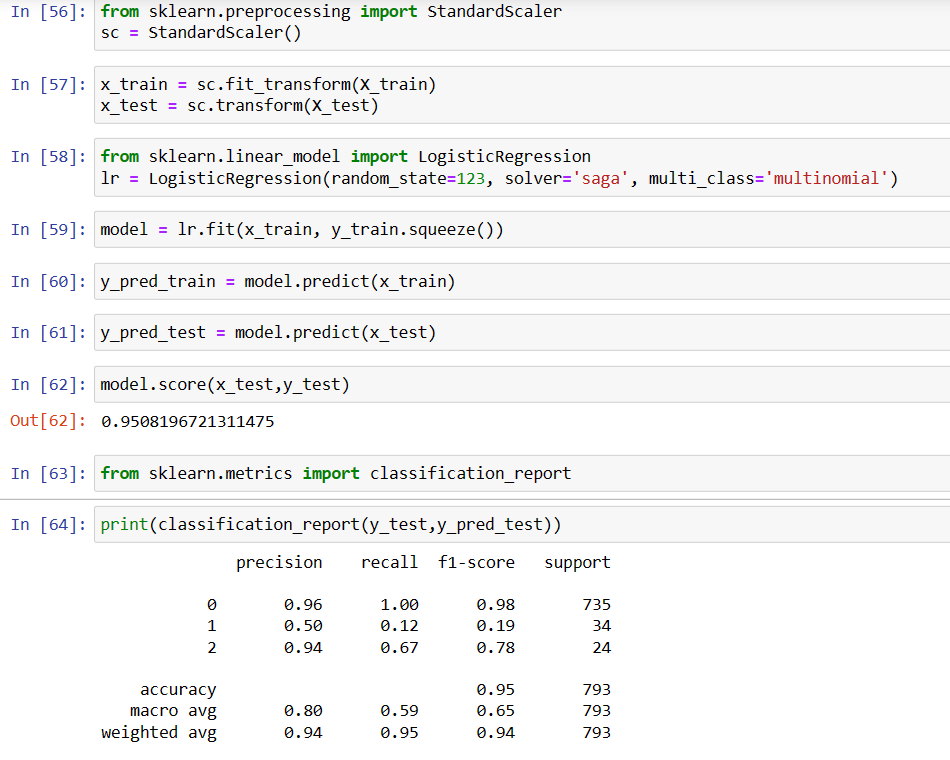 In [56]: from sklearn.preprocessing import StandardScaler
sc = StandardScaler()
In [57]: x_train = sc.fit_transform(X_train)
x_test = sc.transform(X_test)
In [58]: from sklearn.linear_model import LogisticRegression
lr = LogisticRegression(random_state=123, solver='saga', multi_class='multinomial')
In [59]: model = lr.fit(x_train, y_train.squeeze())
In [60]: y_pred_train = model.predict(x_train)
In [61]: y_pred_test = model.predict(x_test)
In [62]: model.score(x_test,y_test)
Out[62]: 0.9508196721311475
In [63]: from sklearn.metrics import classification_report
In [64]: print(classification_report(y_test,y_pred_test))
precision recall f1-score support
0 0.96 1.00 0.98 735
1 0.50 0.12 0.19 34
2 0.94 0.67 0.78 24
accuracy 0.95 793
macro avg 0.80 0.59 0.65 793
weighted avg 0.94 0.95 0.94 793